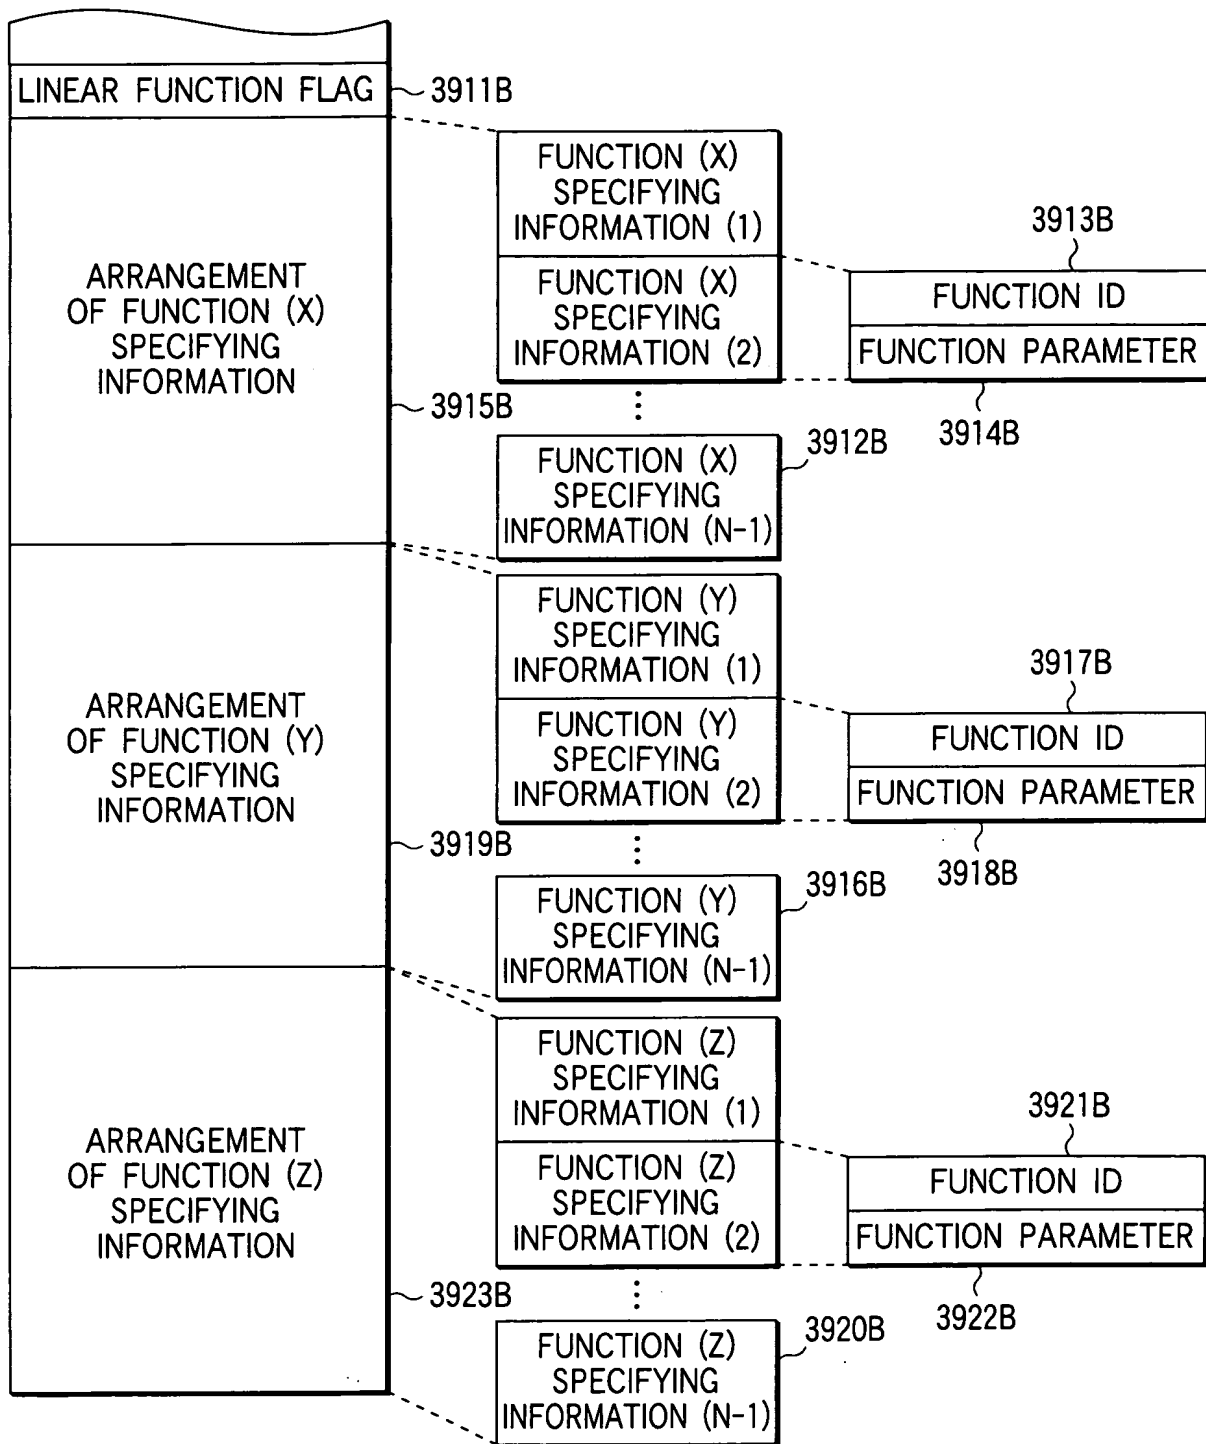 LINEAR FUNCTION FLAG
3911B
ARRANGEMENT
OF FUNCTION (X)
SPECIFYING
INFORMATION
3915B
FUNCTION (X)
SPECIFYING
INFORMATION (1)
FUNCTION (X)
SPECIFYING
INFORMATION (2)
3913B
FUNCTION ID
FUNCTION PARAMETER
3914B
3912B
FUNCTION (X)
SPECIFYING
INFORMATION (N-1)
ARRANGEMENT
OF FUNCTION (Y)
SPECIFYING
INFORMATION
3919B
FUNCTION (Y)
SPECIFYING
INFORMATION (1)
FUNCTION (Y)
SPECIFYING
INFORMATION (2)
3917B
FUNCTION ID
FUNCTION PARAMETER
3918B
3916B
FUNCTION (Y)
SPECIFYING
INFORMATION (N-1)
ARRANGEMENT
OF FUNCTION (Z)
SPECIFYING
INFORMATION
3923B
FUNCTION (Z)
SPECIFYING
INFORMATION (1)
FUNCTION (Z)
SPECIFYING
INFORMATION (2)
3921B
FUNCTION ID
FUNCTION PARAMETER
3922B
3920B
FUNCTION (Z)
SPECIFYING
INFORMATION (N-1)